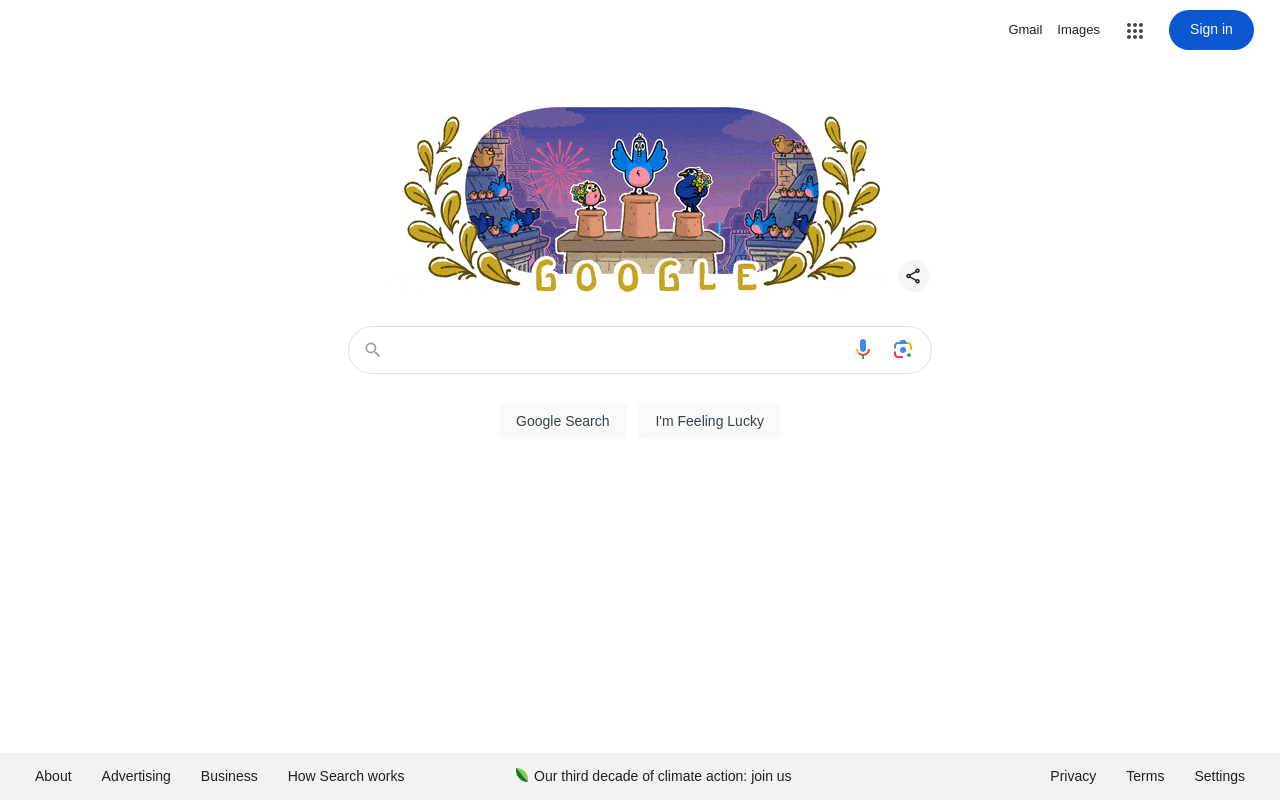 Gmail Images Sign in
GOOGLE
Google Search I'm Feeling Lucky
About Advertising Business How Search works Our third decade of climate action: join us Privacy Terms Settings